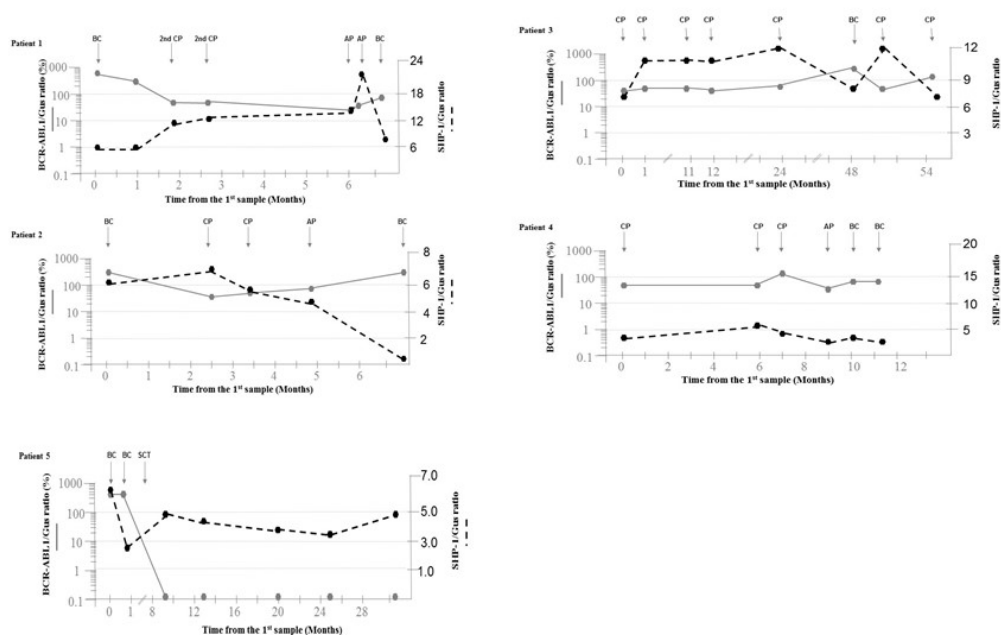 Patient 1
BC 2nd CP 2nd CP AP AP BC
BCR-ABL1/Gus ratio (%)
1000
100
10
1
0.1
24
18
12
6
SHP-1/Gus ratio
0 1 2 3 4 5 6
Time from the 1st sample (Months)
Patient 2
BC CP CP AP BC
BCR-ABL1/Gus ratio (%)
1000
100
10
1
0.1
8
6
4
2
SHP-1/Gus ratio
0 1 2 3 4 5 6
Time from the 1st sample (Months)
Patient 3
CP CP CP CP CP BC CP CP
BCR-ABL1/Gus ratio (%)
1000
100
10
1
0.1
12
9
6
3
SHP-1/Gus ratio
0 1 11 12 24 48 54
Time from the 1st sample (Months)
Patient 4
CP CP CP AP BC BC
BCR-ABL1/Gus ratio (%)
1000
100
10
1
0.1
20
15
10
5
SHP-1/Gus ratio
0 2 4 6 8 10 12
Time from the 1st sample (Months)
Patient 5
BC BC SCT
BCR-ABL1/Gus ratio (%)
1000
100
10
1
0.1
7.0
5.0
3.0
1.0
SHP-1/Gus ratio
0 1 8 12 16 20 24 28
Time from the 1st sample (Months)